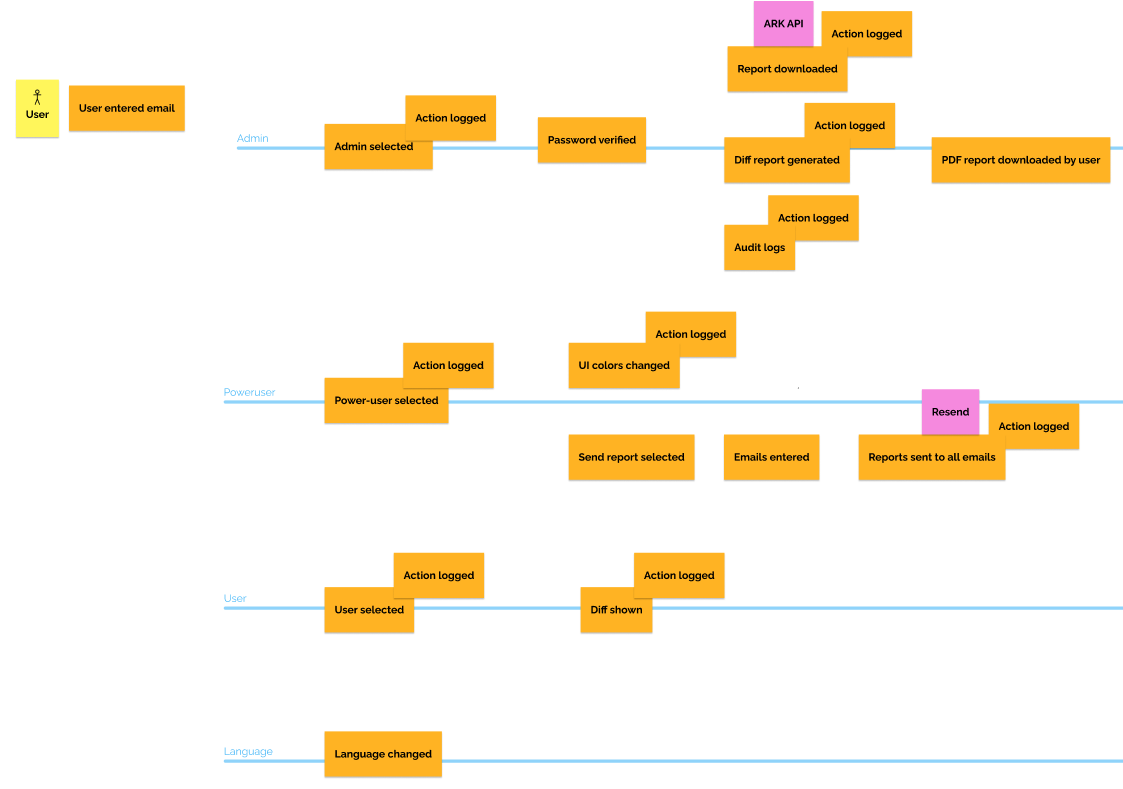 ARK API
Action logged
Report downloaded
User
User entered email
Admin
Action logged
Admin selected
Password verified
Action logged
Diff report generated
PDF report downloaded by user
Action logged
Audit logs
Poweruser
Action logged
Power-user selected
Action logged
UI colors changed
Resend
Action logged
Send report selected
Emails entered
Reports sent to all emails
User
Action logged
User selected
Action logged
Diff shown
Language
Language changed